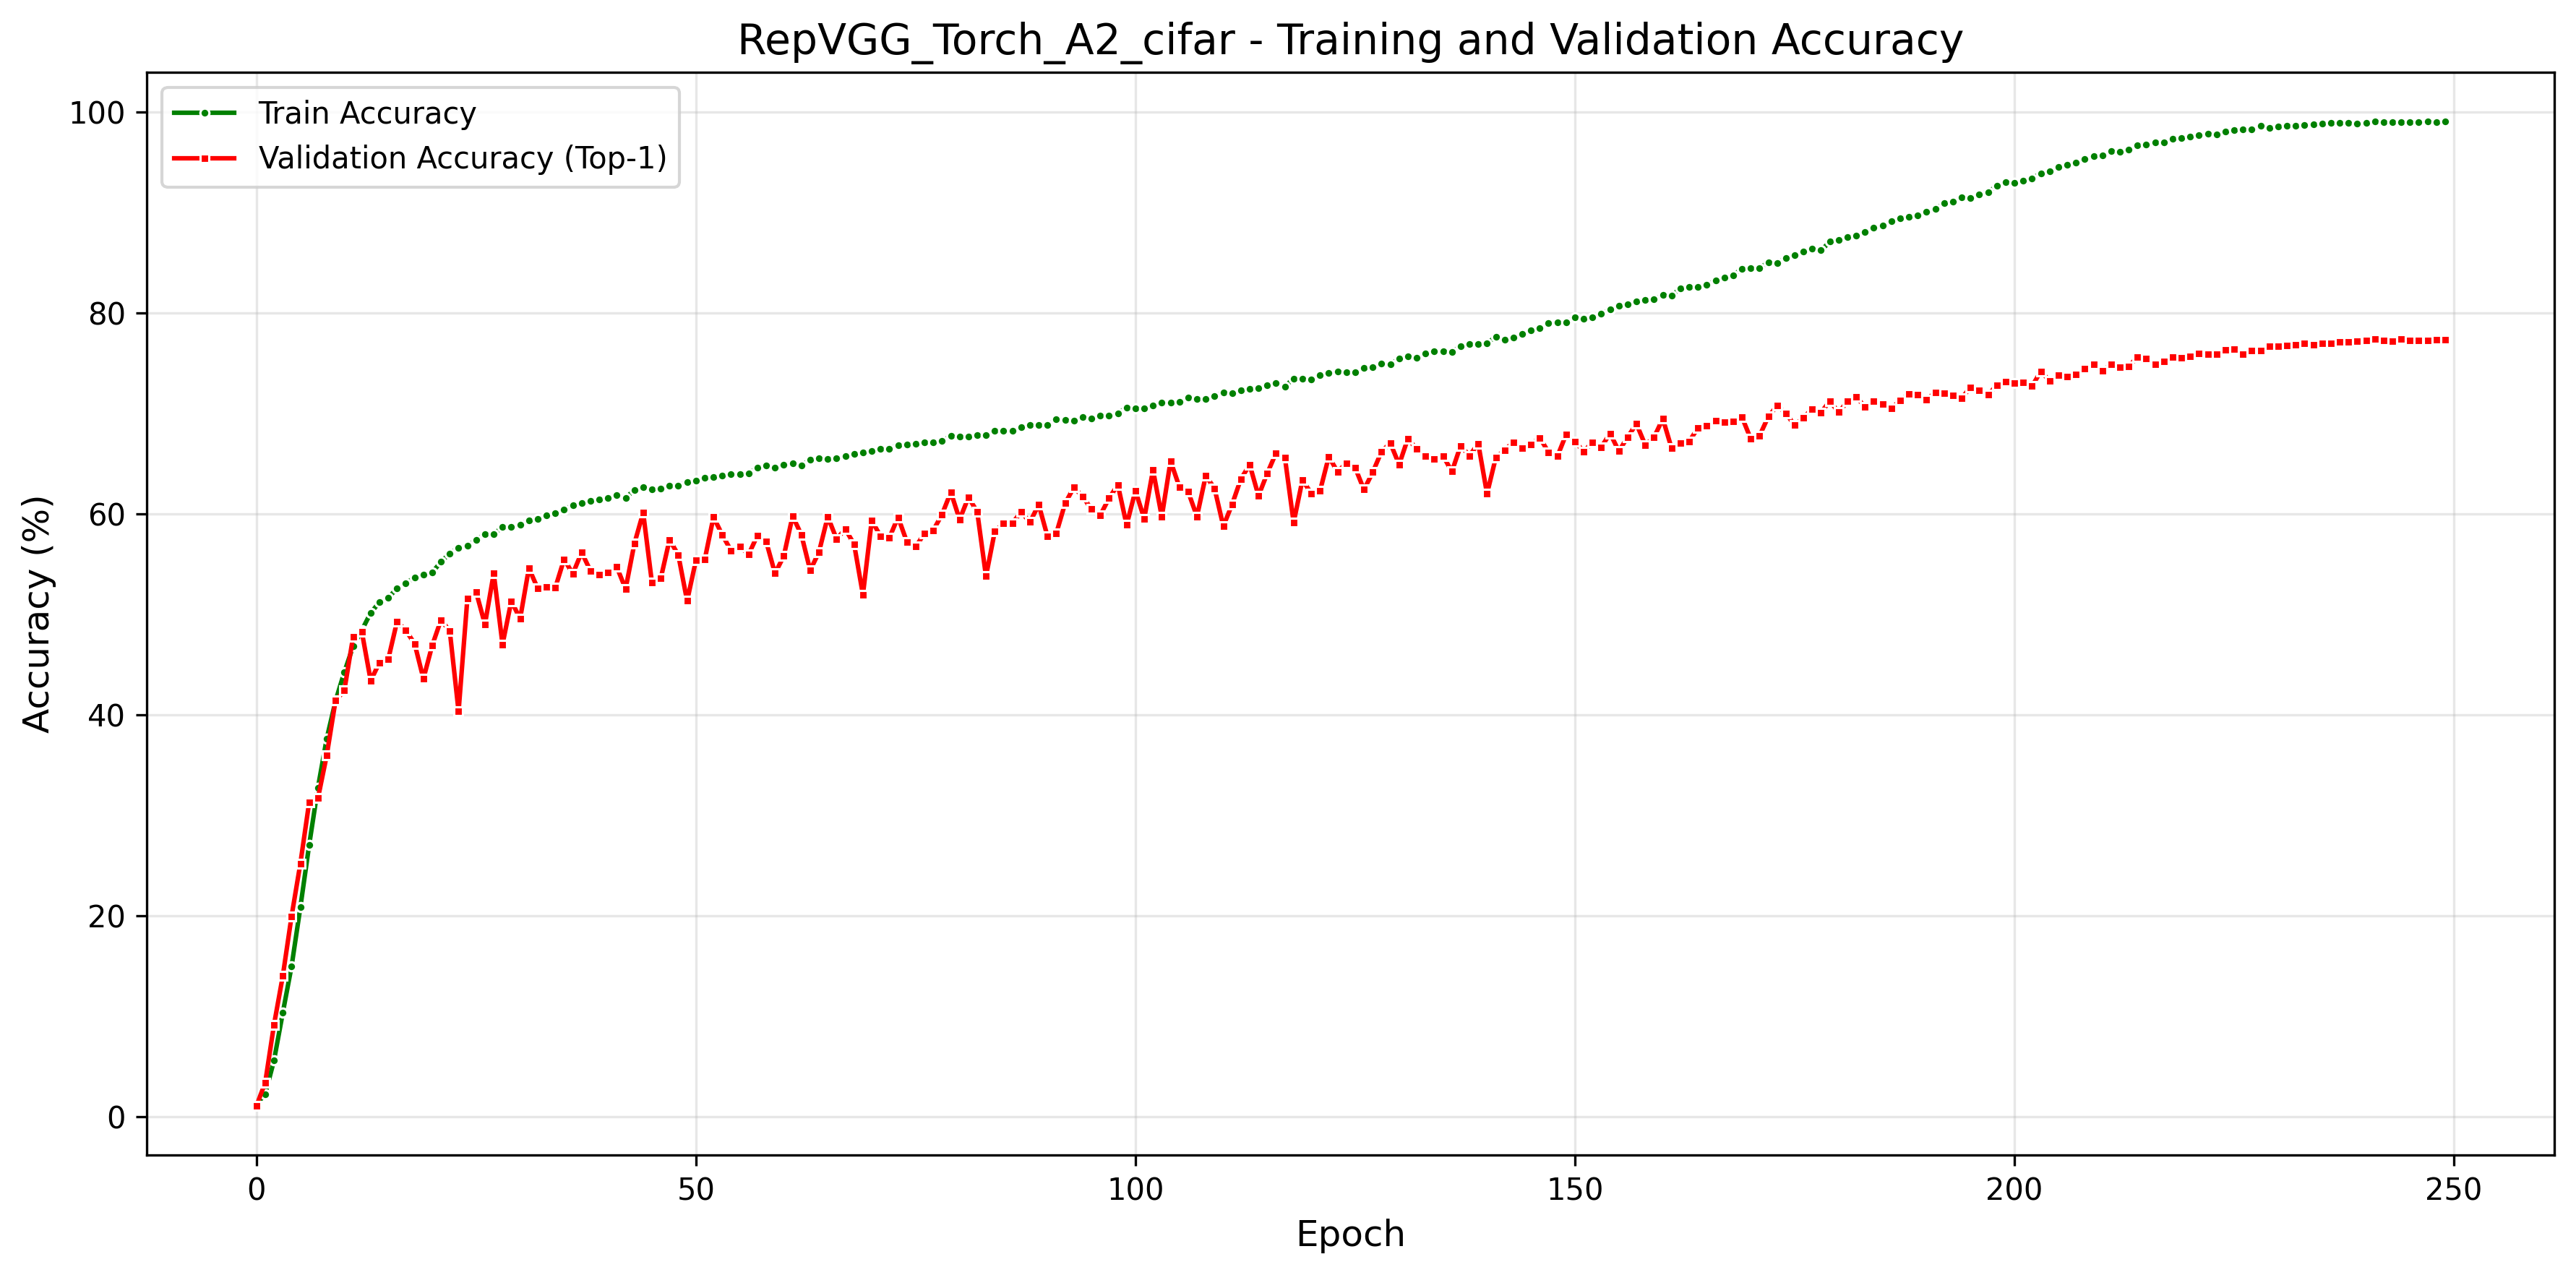 RepVGG_Torch_A2_cifar - Training and Validation Accuracy
Train Accuracy
Validation Accuracy (Top-1)
100
80
60
40
20
0
Accuracy (%)
0 50 100 150 200 250
Epoch